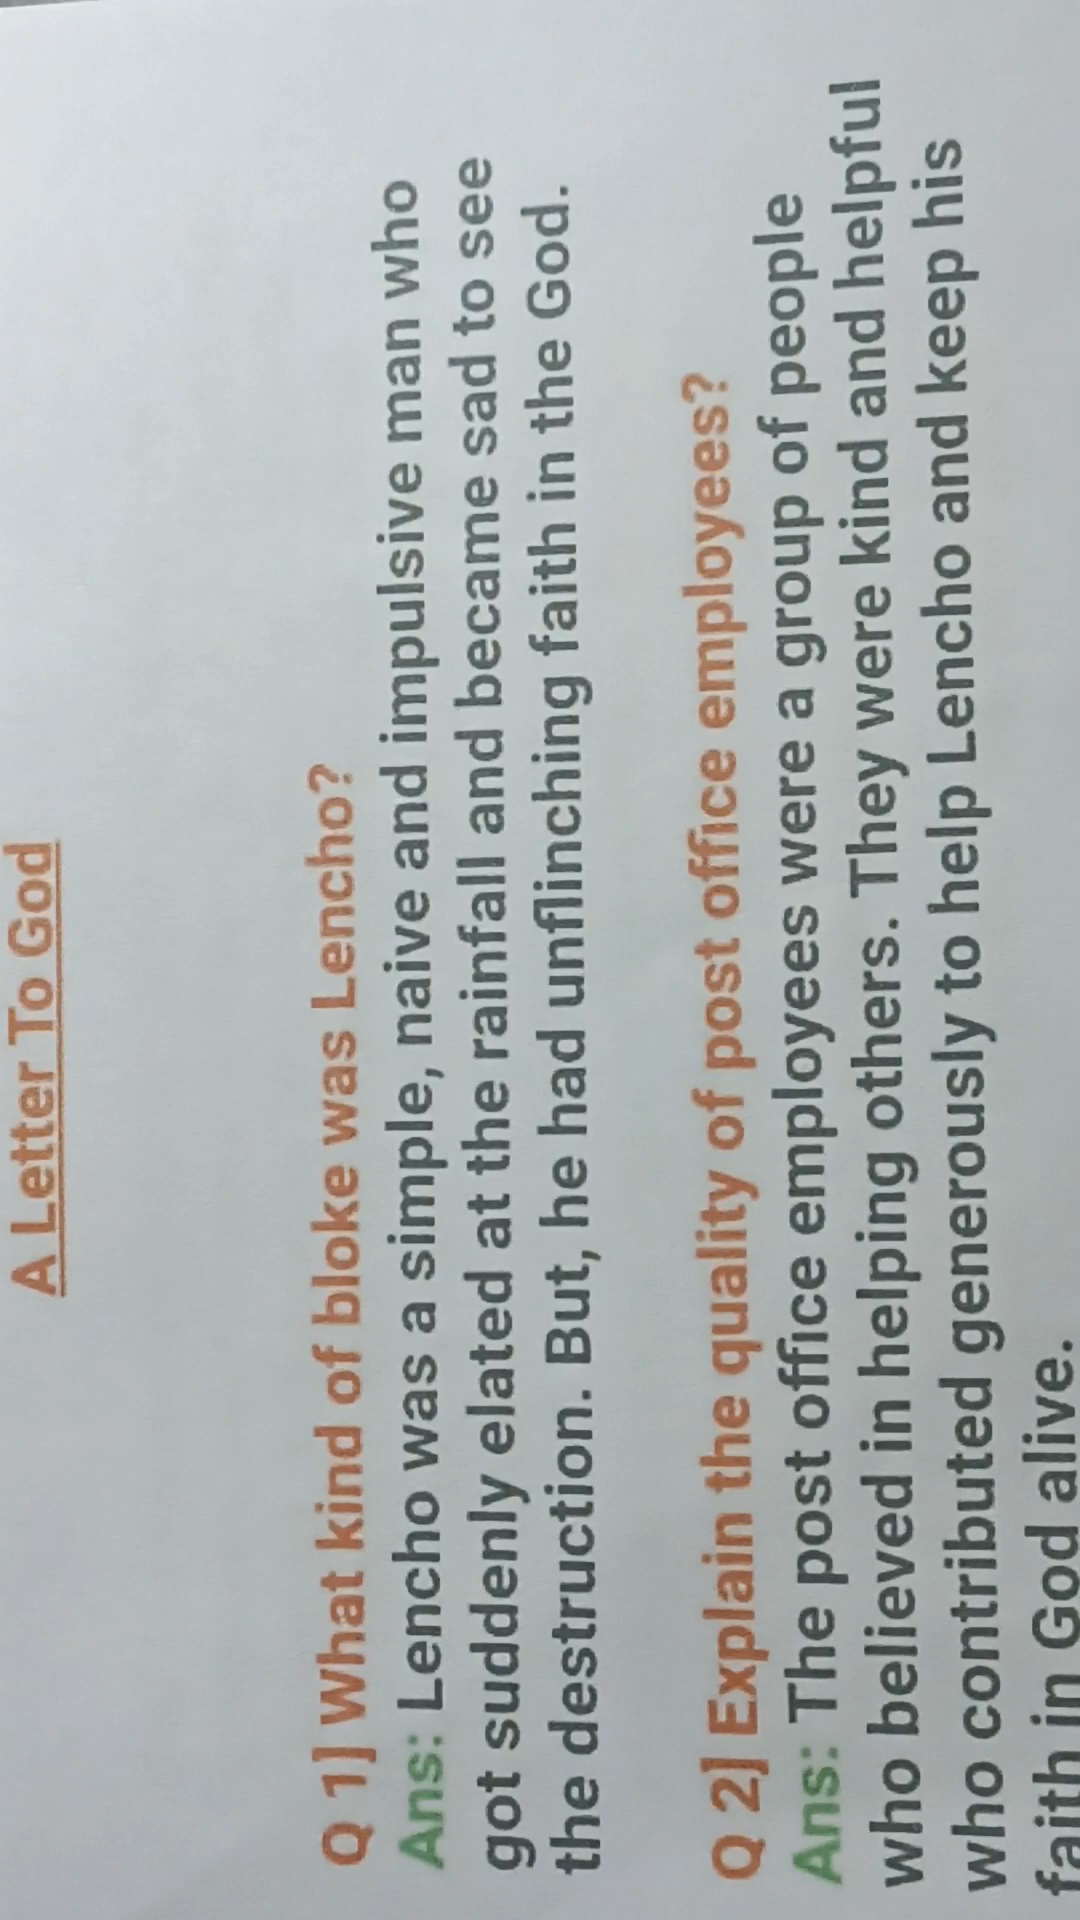 A Letter To God
Q 1] What kind of bloke was Lencho?
Ans: Lencho was a simple, naive and impulsive man who
got suddenly elated at the rainfall and became sad to see
the destruction. But, he had unflinching faith in the God.
Q 2] Explain the quality of post office employees?
Ans: The post office employees were a group of people
who believed in helping others. They were kind and helpful
who contributed generously to help Lencho and keep his
faith in God alive.